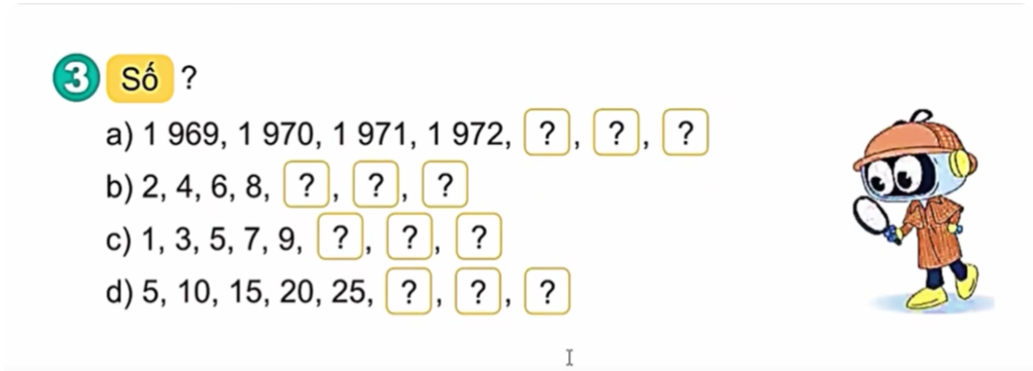 3 Số ?
a) 1 969, 1 970, 1 971, 1 972, ?, ?, ?
b) 2, 4, 6, 8, ?, ?, ?
c) 1, 3, 5, 7, 9, ?, ?, ?
d) 5, 10, 15, 20, 25, ?, ?, ?